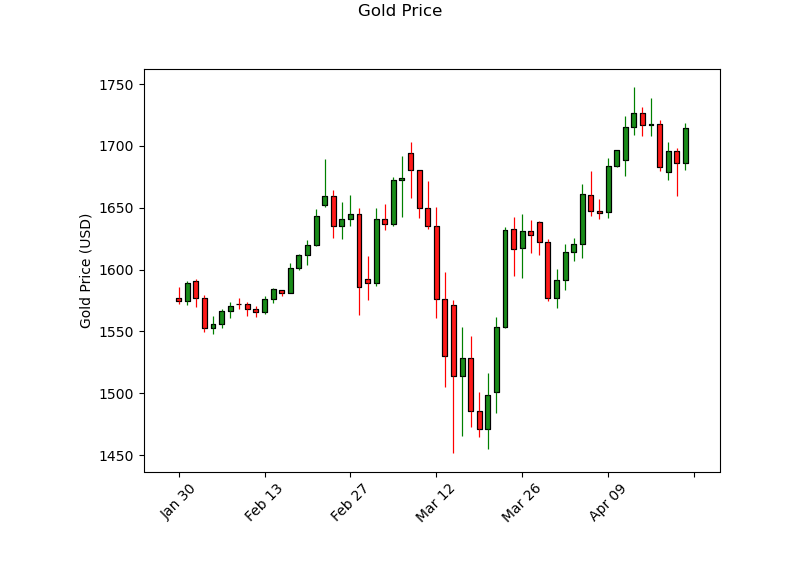 Gold Price
Gold Price (USD)
1750
1700
1650
1600
1550
1500
1450
Jan 30
Feb 13
Feb 27
Mar 12
Mar 26
Apr 09